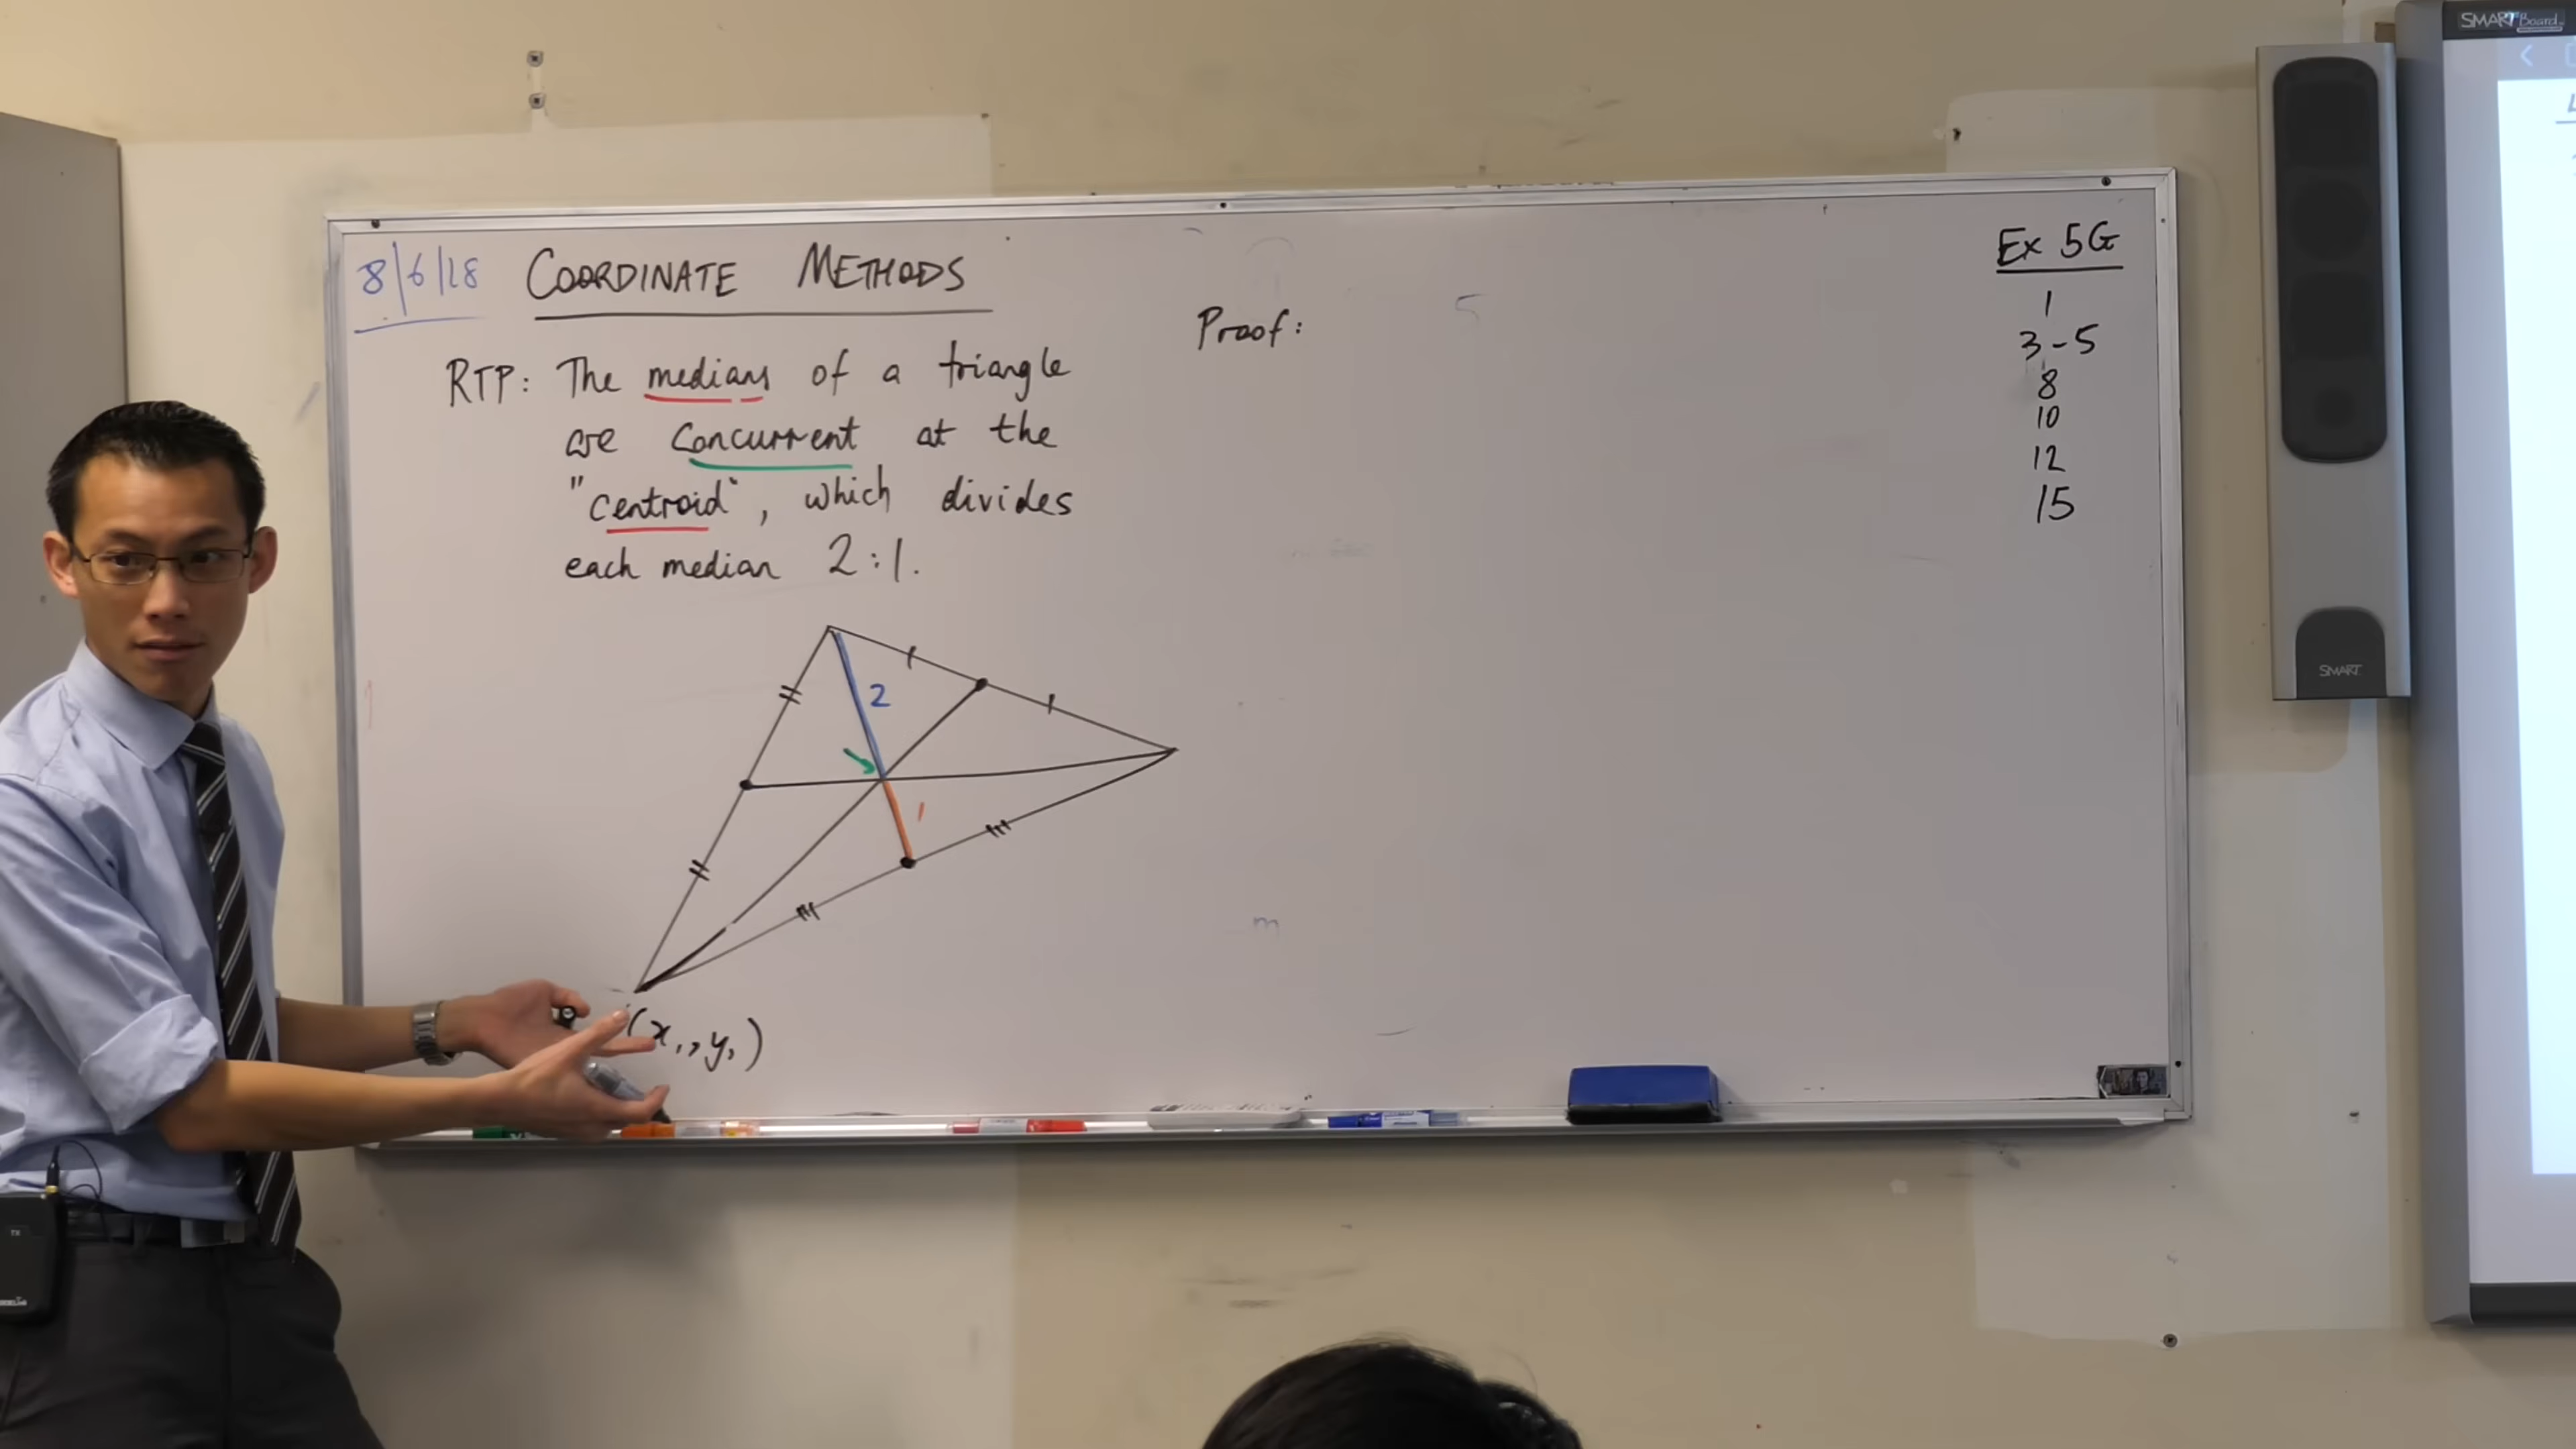 8/6/18 COORDINATE METHODS
RTP: The medians of a triangle
are concurrent at the
"centroid", which divides
each median 2:1.
2
1
(x₁, y₁)
Proof:
m
Ex 5G
1
3-5
8
10
12
15
SMART Board
SMART
TX